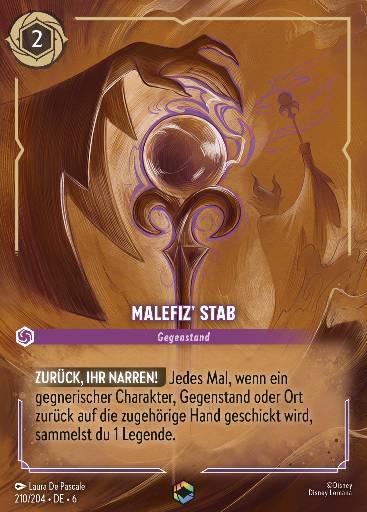 2
MALEFIZ' STAB
Gegenstand
ZURÜCK, IHR NARREN! Jedes Mal, wenn ein
gegnerischer Charakter, Gegenstand oder Ort
zurück auf die zugehörige Hand geschickt wird,
sammelst du 1 Legende.
Laura De Pascale
©Disney
210/204 • DE • 6
Disney Lorcana